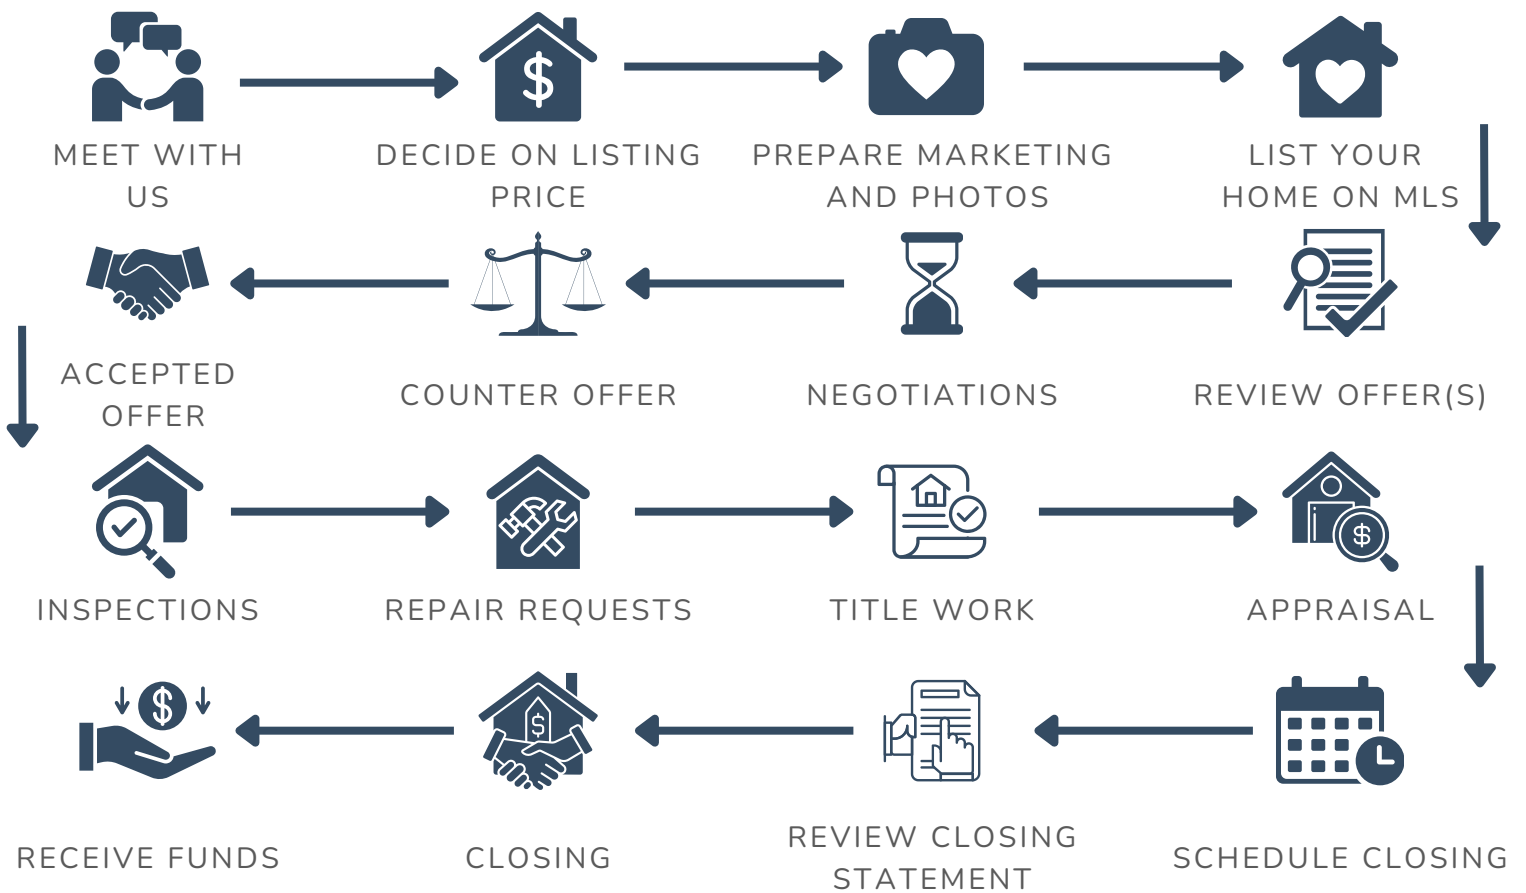 MEET WITH
US
DECIDE ON LISTING
PRICE
PREPARE MARKETING
AND PHOTOS
LIST YOUR
HOME ON MLS
REVIEW OFFER(S)
NEGOTIATIONS
COUNTER OFFER
ACCEPTED
OFFER
INSPECTIONS
REPAIR REQUESTS
TITLE WORK
APPRAISAL
SCHEDULE CLOSING
REVIEW CLOSING
STATEMENT
CLOSING
RECEIVE FUNDS